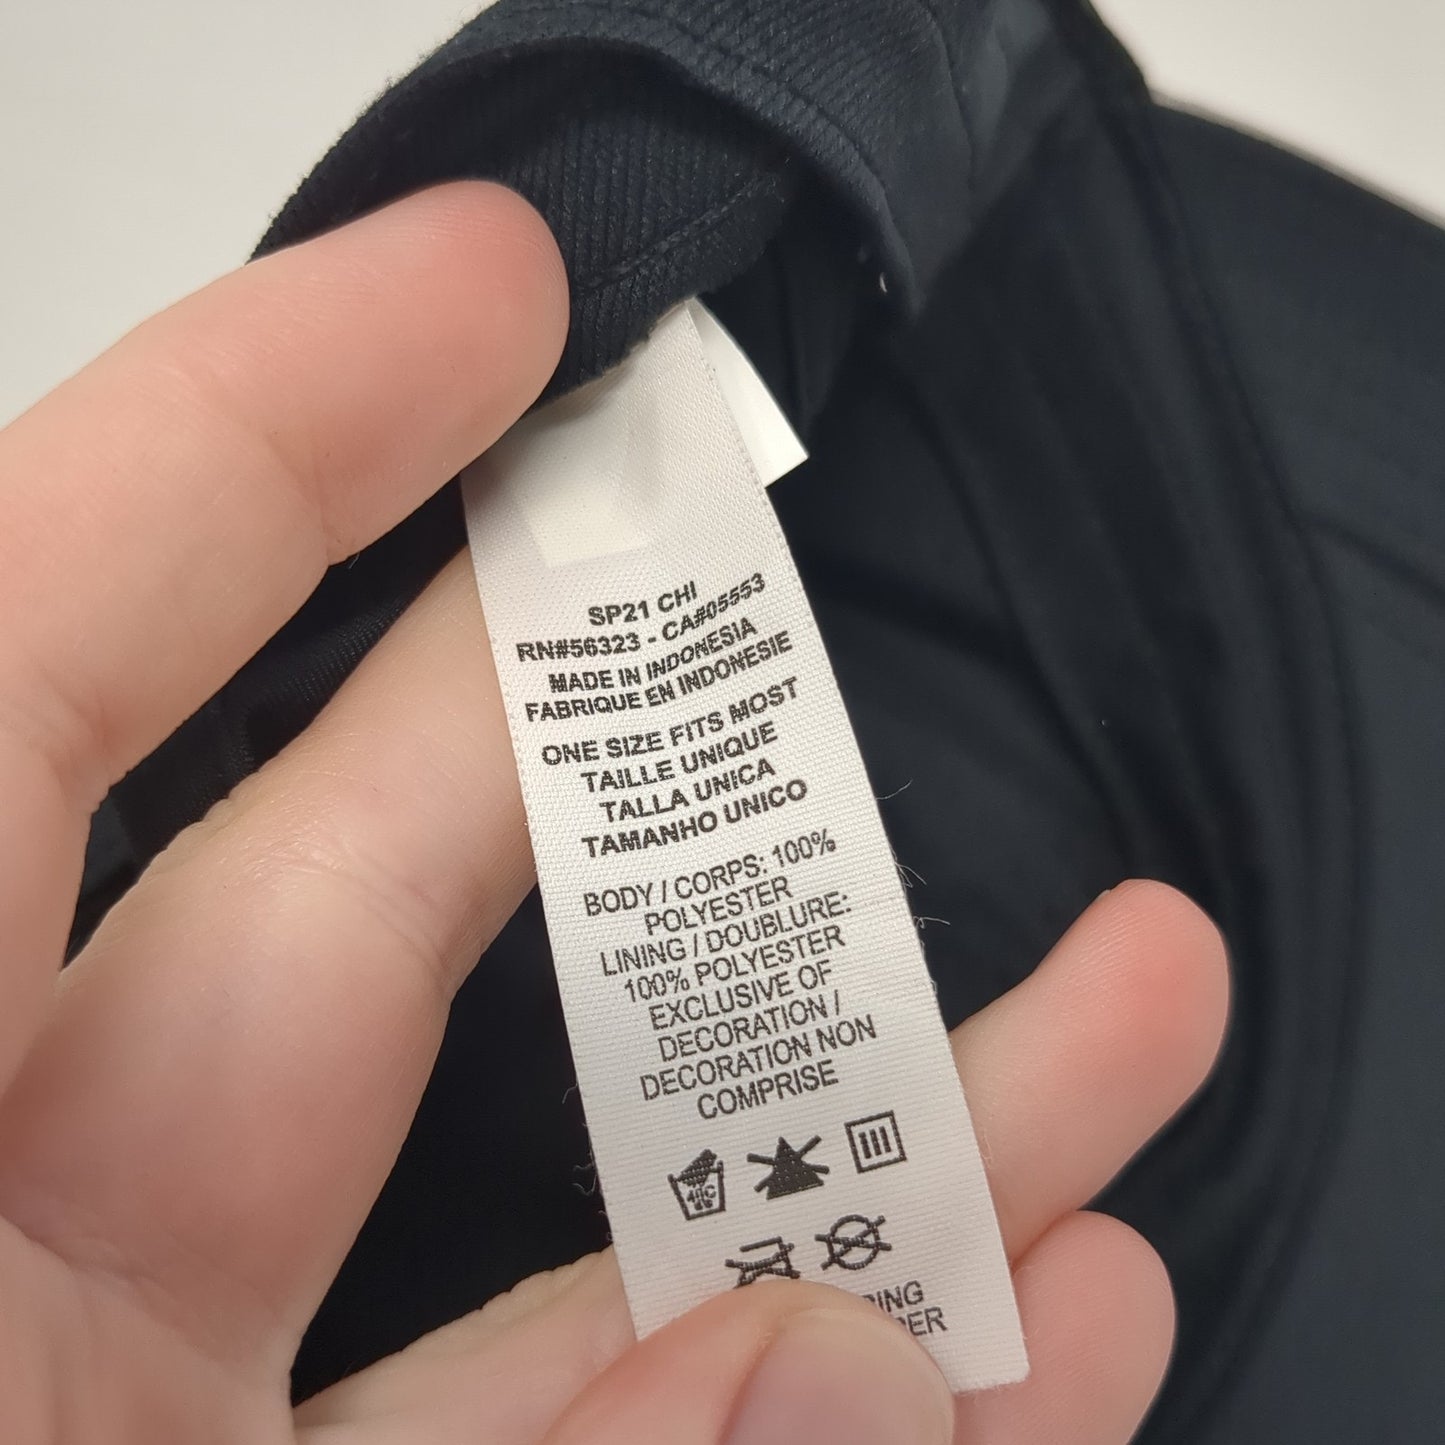 SP21 CHI
RN#56323 - CA#05553
MADE IN INDONESIA
FABRIQUE EN INDONESIE
ONE SIZE FITS MOST
TAILLE UNIQUE
TALLA UNICA
TAMANHO UNICO
BODY / CORPS: 100%
POLYESTER
LINING / DOUBLURE:
100% POLYESTER
EXCLUSIVE OF
DECORATION /
DECORATION NON
COMPRISE